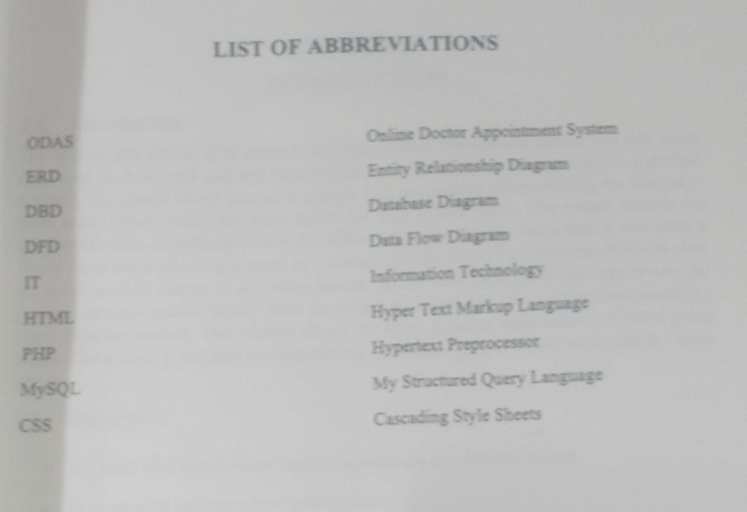 LIST OF ABBREVIATIONS
ODAS Online Doctor Appointment System
ERD Entity Relationship Diagram
DBD Database Diagram
DFD Data Flow Diagram
IT Information Technology
HTML Hyper Text Markup Language
PHP Hypertext Preprocessor
MySQL My Structured Query Language
CSS Cascading Style Sheets